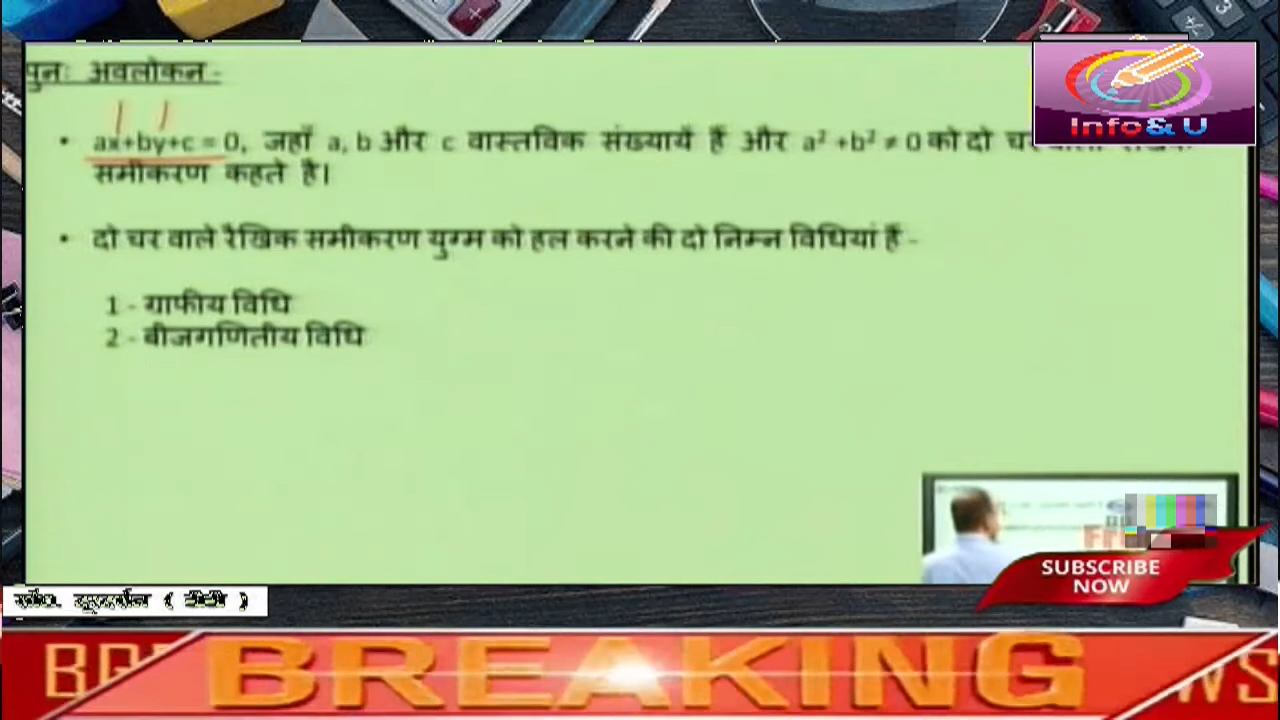 पुनः अवलोकन -
Info & U
• ax+by+c = 0, जहाँ a, b और c वास्तविक संख्यायें हैं और a² +b² ≠ 0 को दो
समीकरण कहते है।
• दो चर वाले रैखिक समीकरण युग्म को हल करने की दो निम्न विधियां हैं -
1 - ग्राफीय विधि
2 - बीजगणितीय विधि
SUBSCRIBE
NOW
BREAKING